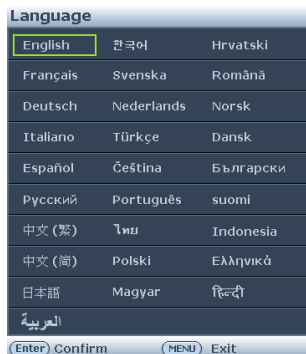 Language
English 한국어 Hrvatski
Français Svenska Română
Deutsch Nederlands Norsk
Italiano Türkçe Dansk
Español Čeština Български
Русский Português suomi
中文 (繁) ไทย Indonesia
中文 (简) Polski Ελληνικά
日本語 Magyar हिन्दी
العربية
Enter Confirm MENU Exit